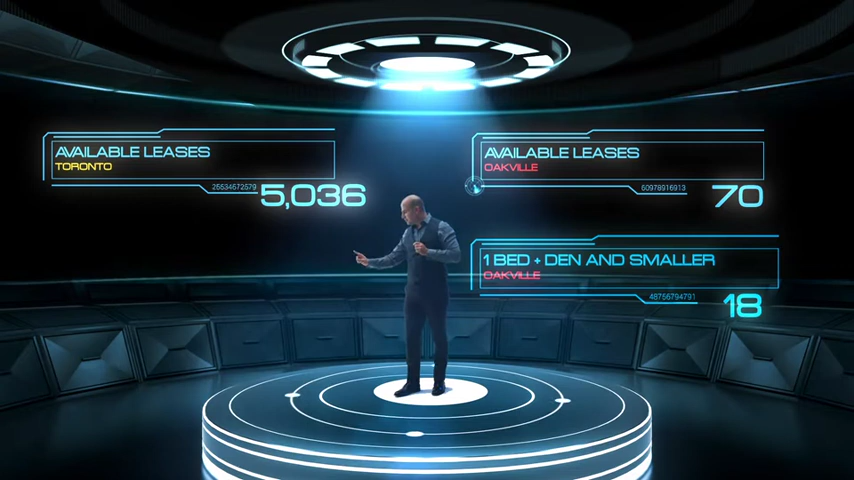 AVAILABLE LEASES
TORONTO
25534672579
5,036
AVAILABLE LEASES
OAKVILLE
60978916913
70
1 BED + DEN AND SMALLER
OAKVILLE
48756794791
18